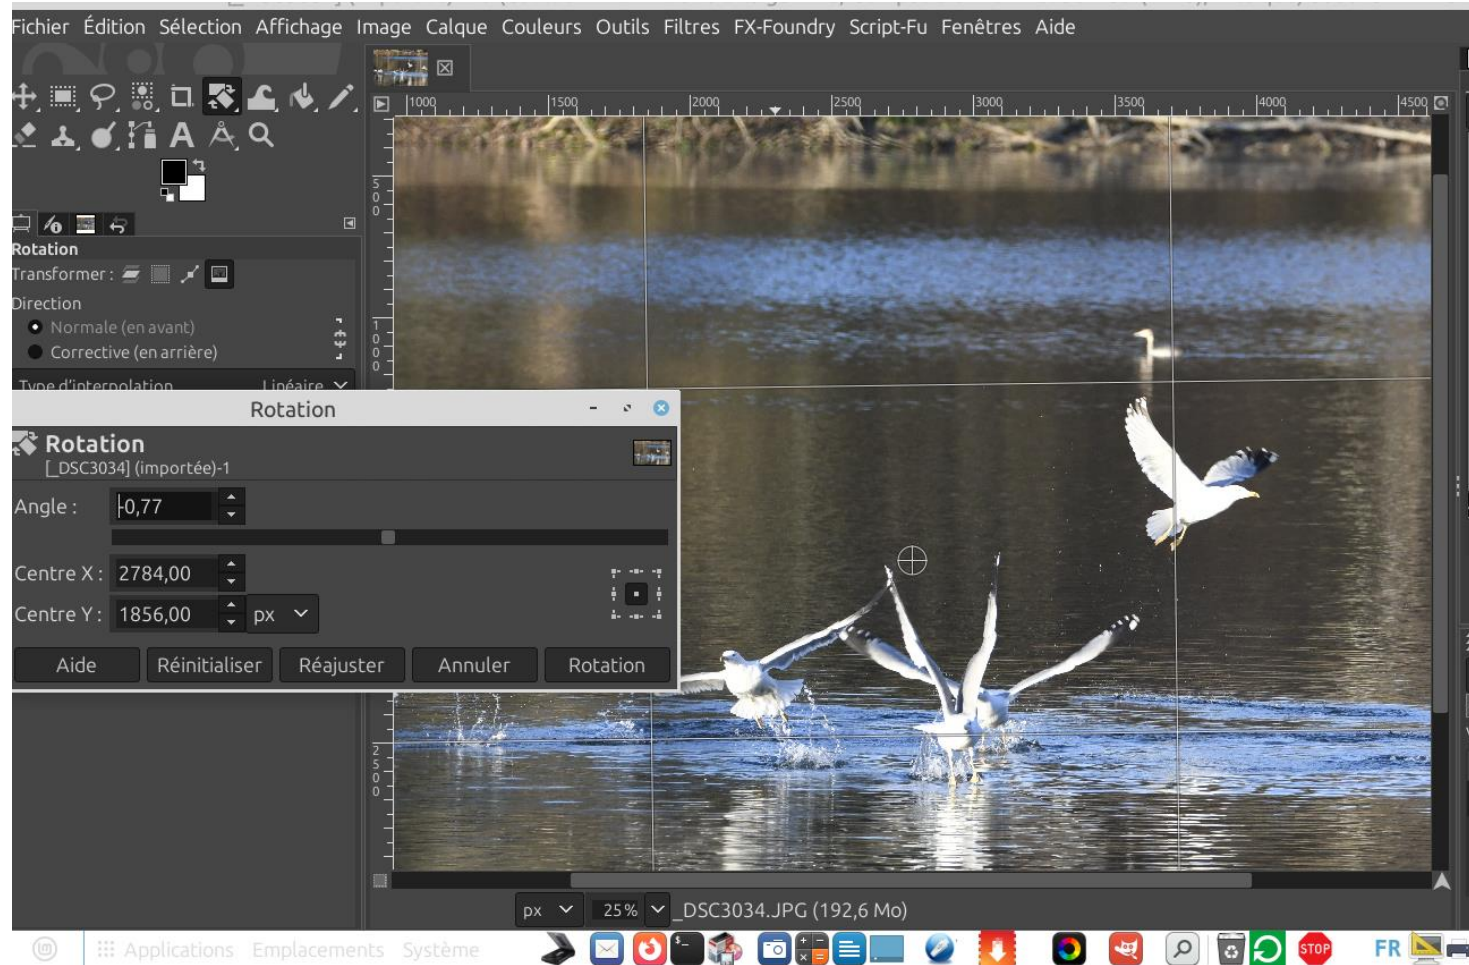 Fichier Édition Sélection Affichage Image Calque Couleurs Outils Filtres FX-Foundry Script-Fu Fenêtres Aide
1000 1500 2000 2500 3000 3500 4000 4500
500
Rotation
Transformer :
Direction
Normale (en avant)
1000
Corrective (en arrière)
Type d'interpolation Linéaire
Rotation
Rotation
[_DSC3034] (importée)-1
Angle : -0,77
Centre X : 2784,00
Centre Y : 1856,00 px
Aide Réinitialiser Réajuster Annuler Rotation
2500
px 25 % _DSC3034.JPG (192,6 Mo)
Applications Emplacements Système STOP FR